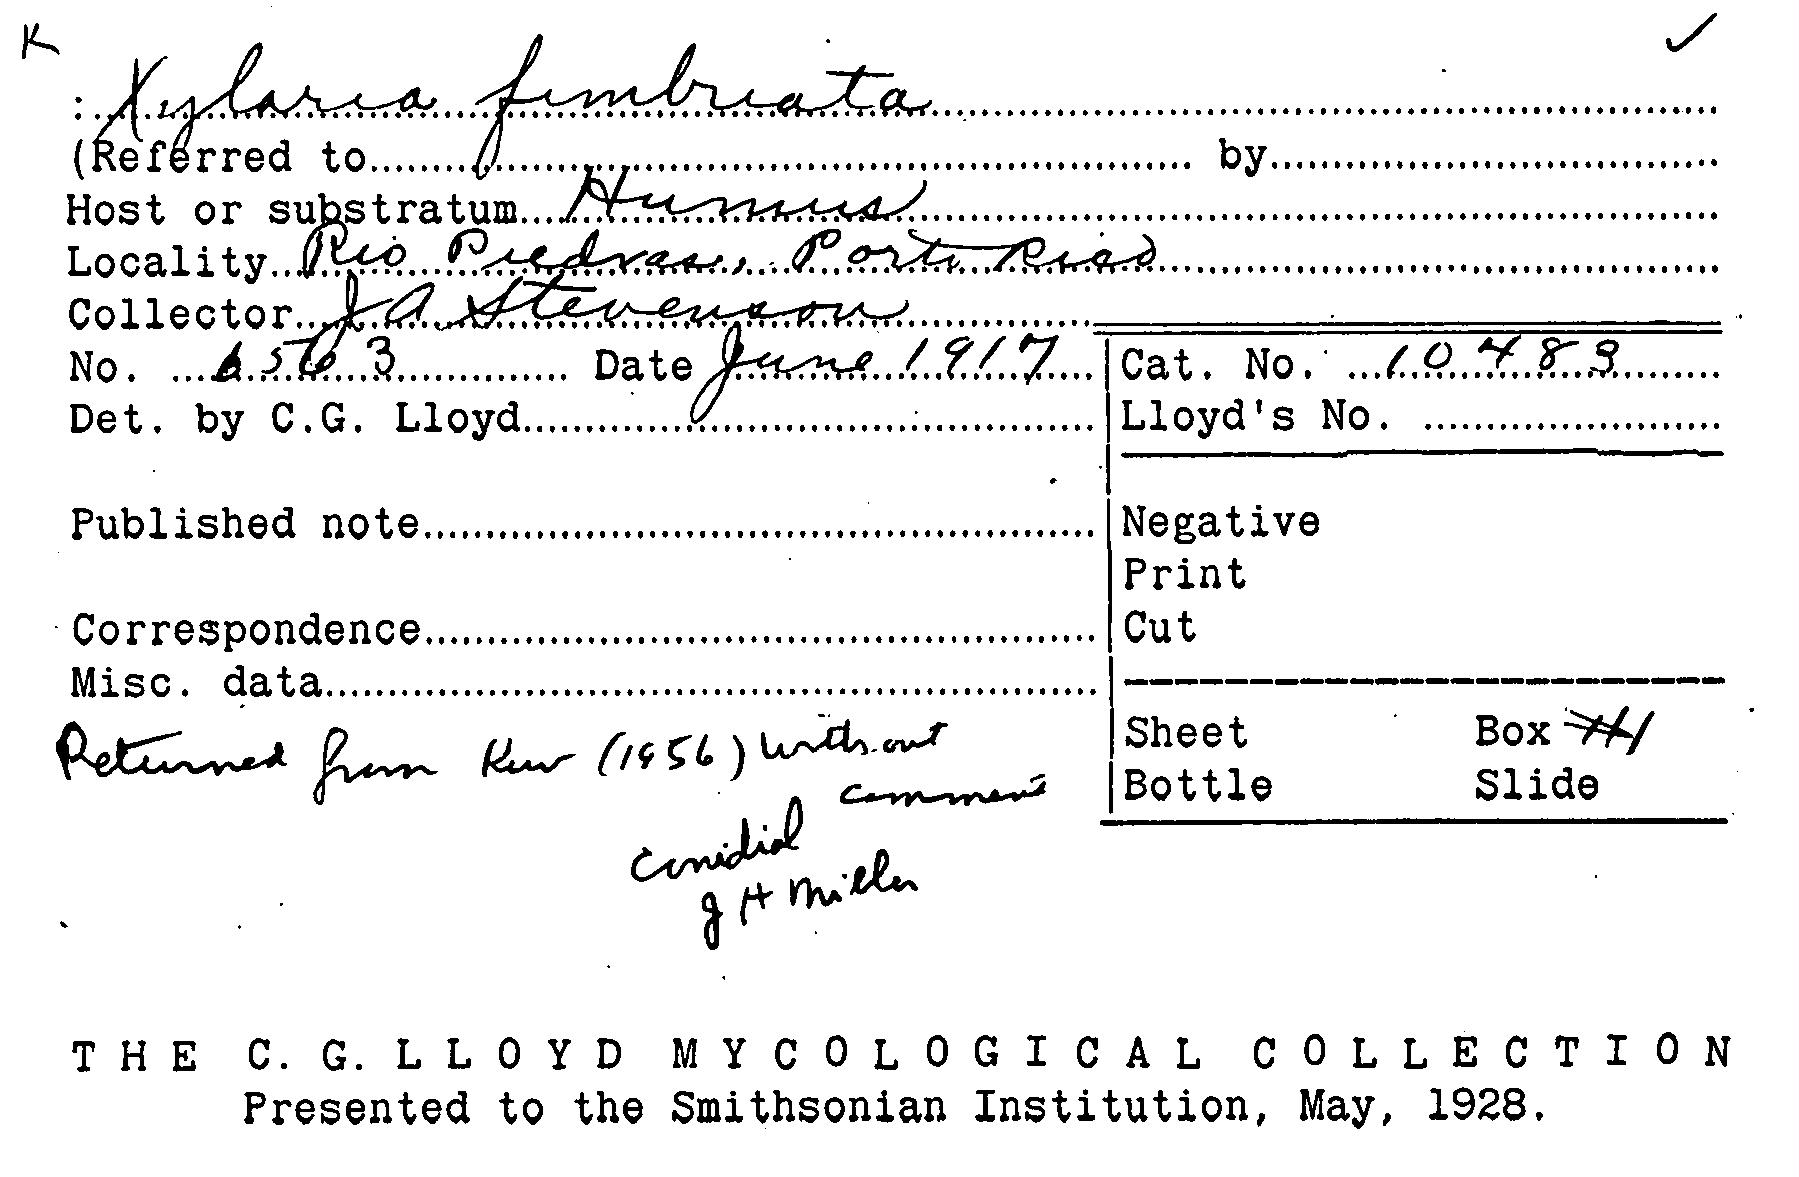 K ✓
: Xylaria fimbriata
(Referred to by
Host or substratum Humus
Locality Rio Piedras, Porto Rico
Collector J A Stevenson
No. 6563 Date June 1917
Cat. No. 10483
Det. by C.G. Lloyd
Lloyd's No.
Published note
Negative
Print
Correspondence
Cut
Misc. data
Returned from Kew (1956) without
comment
Sheet Box
Bottle Slide
Conidial
J H Miller
THE C. G. LLOYD MYCOLOGICAL COLLECTION
Presented to the Smithsonian Institution, May, 1928.